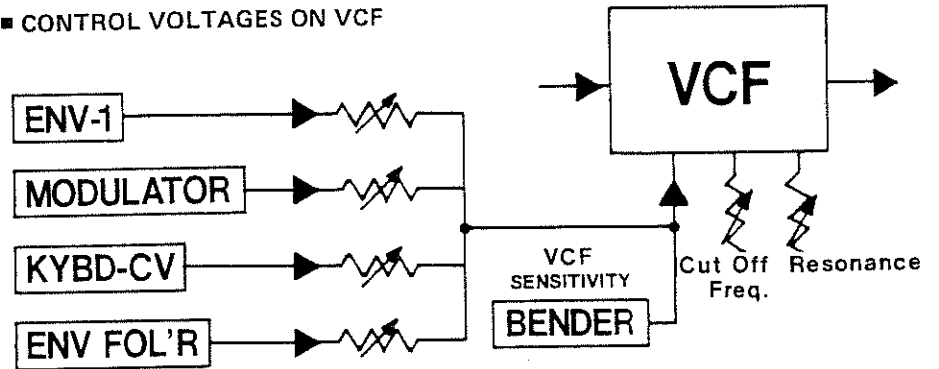 ■ CONTROL VOLTAGES ON VCF
VCF
ENV-1
MODULATOR
KYBD-CV
ENV FOL'R
VCF
SENSITIVITY
BENDER
Cut Off
Freq.
Resonance